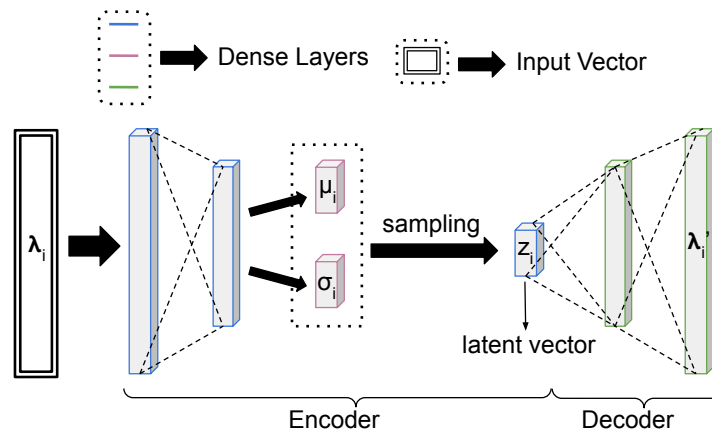 Dense Layers
Input Vector
λi
μi
σi
sampling
zi
λi'
latent vector
Encoder
Decoder